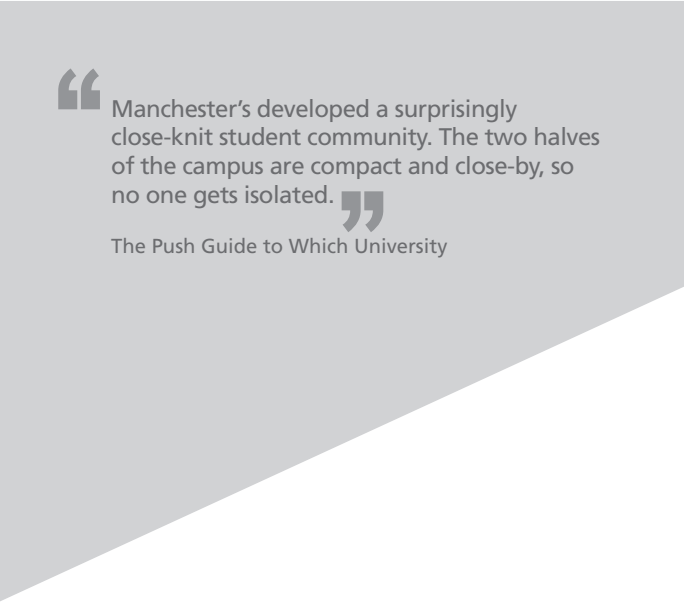 “ Manchester’s developed a surprisingly
close-knit student community. The two halves
of the campus are compact and close-by, so
no one gets isolated. ”
The Push Guide to Which University